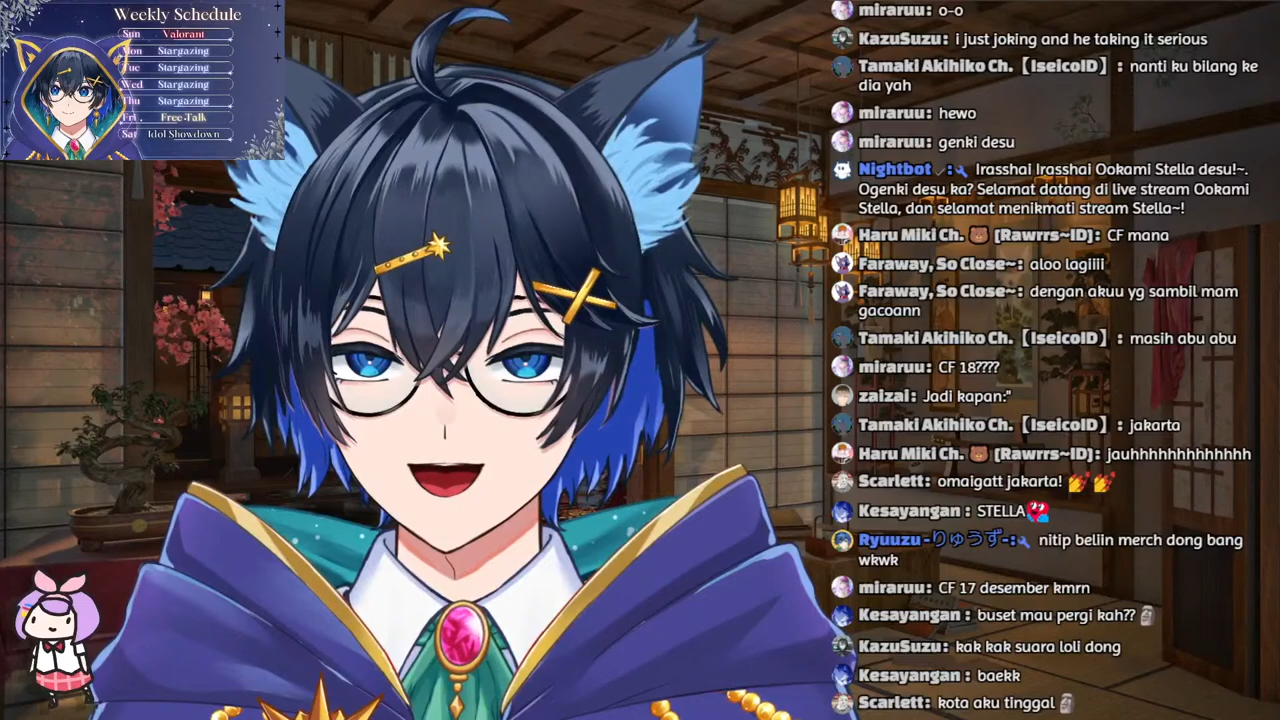 Weekly Schedule
Sun Valorant
Mon Stargazing
Tue Stargazing
Wed Stargazing
Thu Stargazing
Fri Free-Talk
Sat Idol Showdown
miraruu: o-o
KazuSuzu: i just joking and he taking it serious
Tamaki Akihiko Ch.【IseicoID】: nanti ku bilang ke
dia yah
miraruu: hewo
miraruu: genki desu
Nightbot : Irasshai Irasshai Ookami Stella desu!~.
Ogenki desu ka? Selamat datang di live stream Ookami
Stella, dan selamat menikmati stream Stella~!
Haru Miki Ch. 🐻 [Rawrrs~ID]: CF mana
Faraway, So Close~: aloo lagiiii
Faraway, So Close~: dengan akuu yg sambil mam
gacoann
Tamaki Akihiko Ch.【IseicoID】: masih abu abu
miraruu: CF 18????
zaizai: Jadi kapan:"
Tamaki Akihiko Ch.【IseicoID】: jakarta
Haru Miki Ch. 🐻 [Rawrrs~ID]: jauhhhhhhhhhhhhh
Scarlett: omaigatt jakarta! 💅💅
Kesayangan : STELLA
Ryuuzu -りゅうず-: nitip beliin merch dong bang
wkwk
miraruu: CF 17 desember kmrn
Kesayangan : buset mau pergi kah?? 🗿
KazuSuzu: kak kak suara loli dong
Kesayangan : baekk
Scarlett: kota aku tinggal 🗿